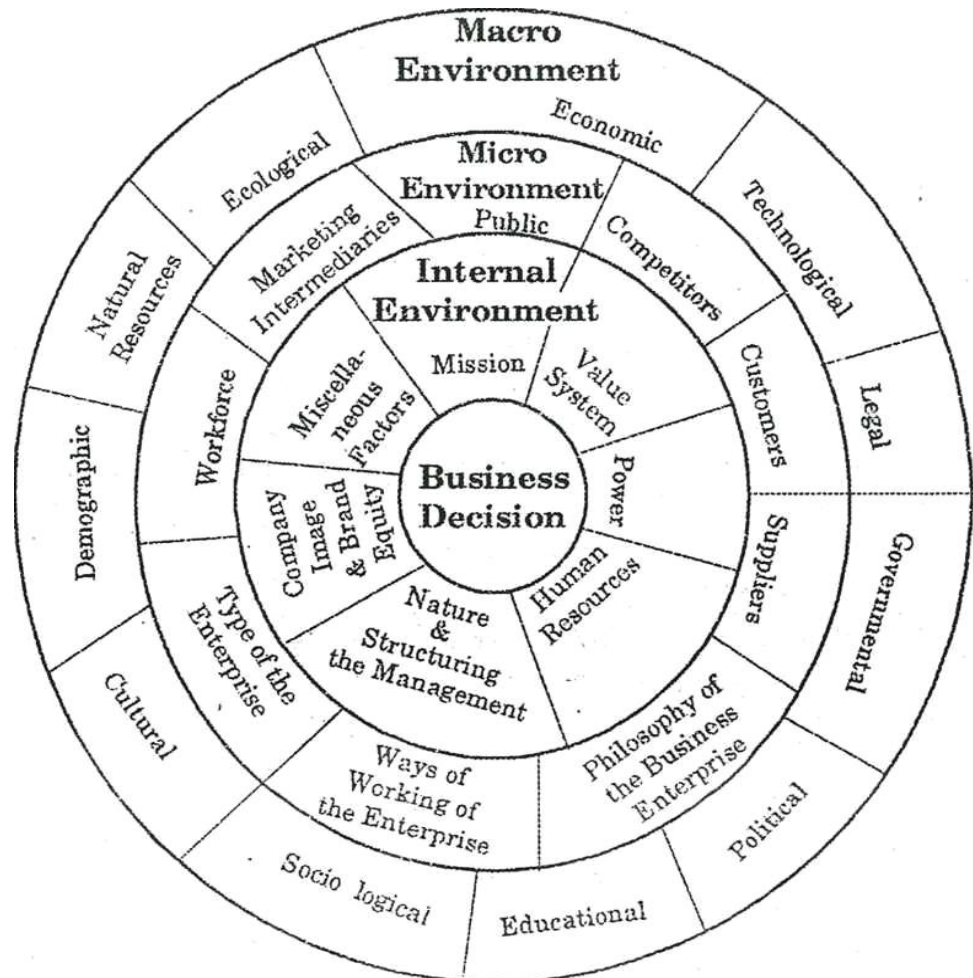 Macro
Environment
Economic
Technological
Legal
Governmental
Political
Educational
Socio logical
Cultural
Demographic
Natural
Resources
Ecological
Micro
Environment
Public
Competitors
Customers
Suppliers
Philosophy of
the Business
Enterprise
Ways of
Working of
the Enterprise
Type of the
Enterprise
Workforce
Marketing
Intermediaries
Internal
Environment
Mission
Value
System
Power
Human
Resources
Nature
&
Structuring
the Management
Company
Image
& Brand
Equity
Miscella-
neous
Factors
Business
Decision